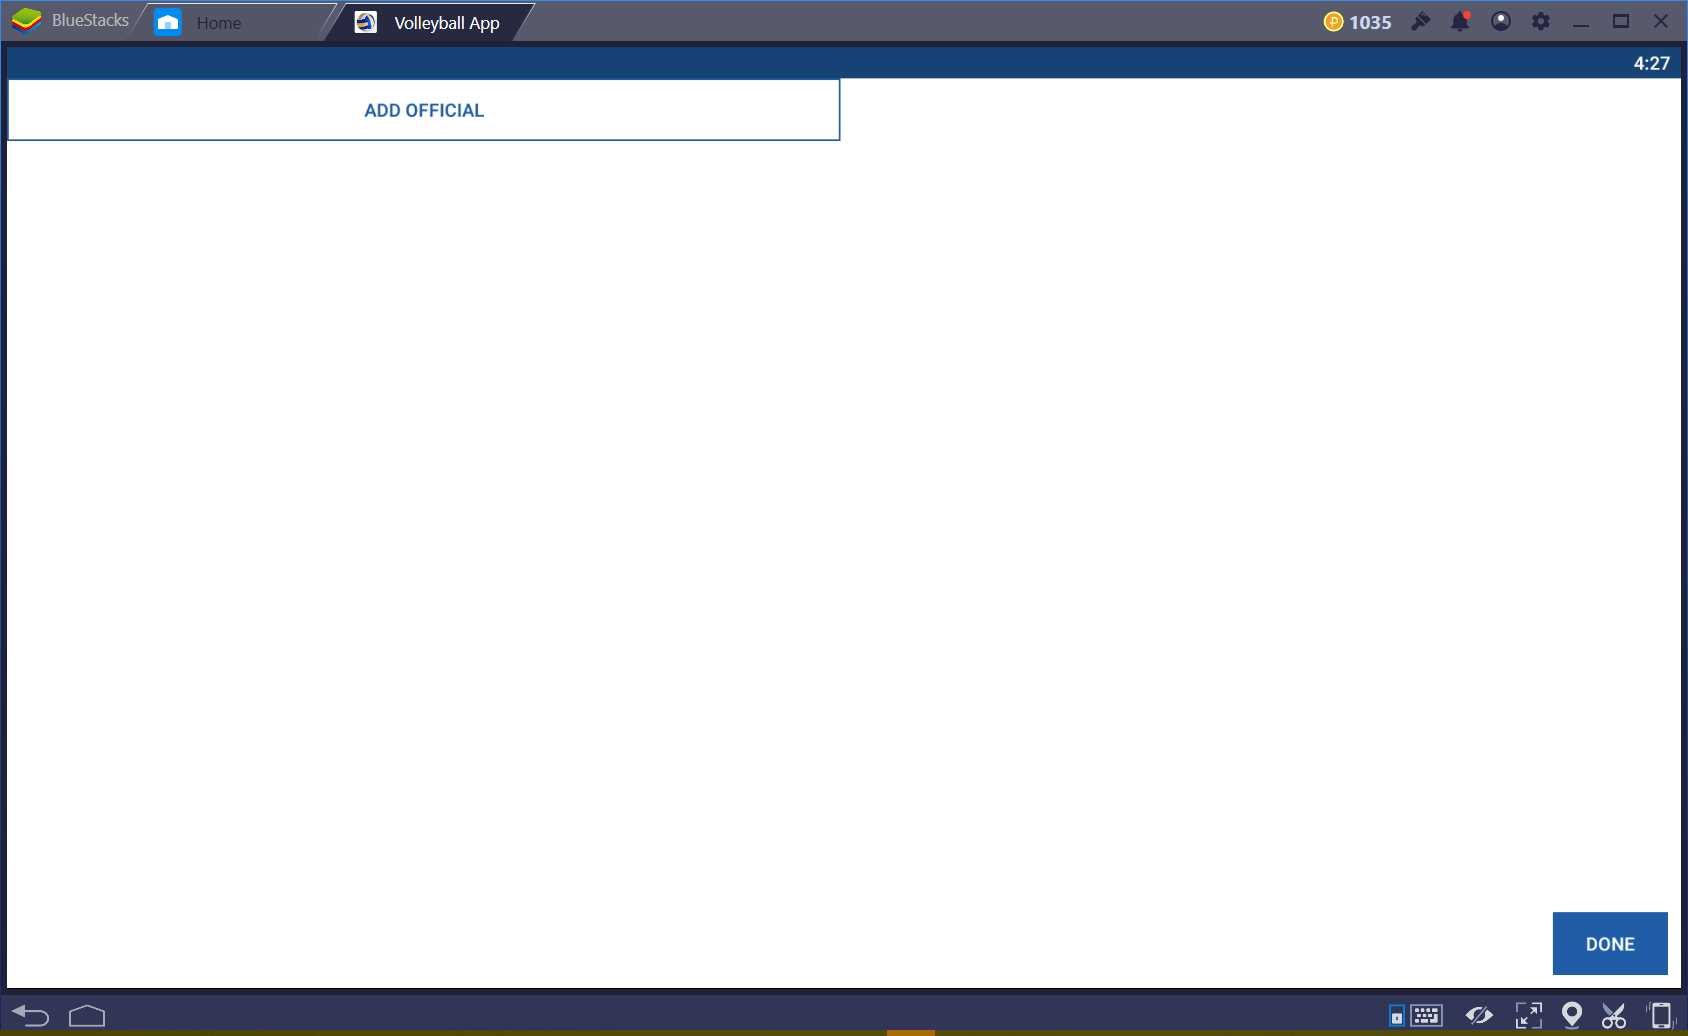 BlueStacks
Home
Volleyball App
1035
4:27
ADD OFFICIAL
DONE